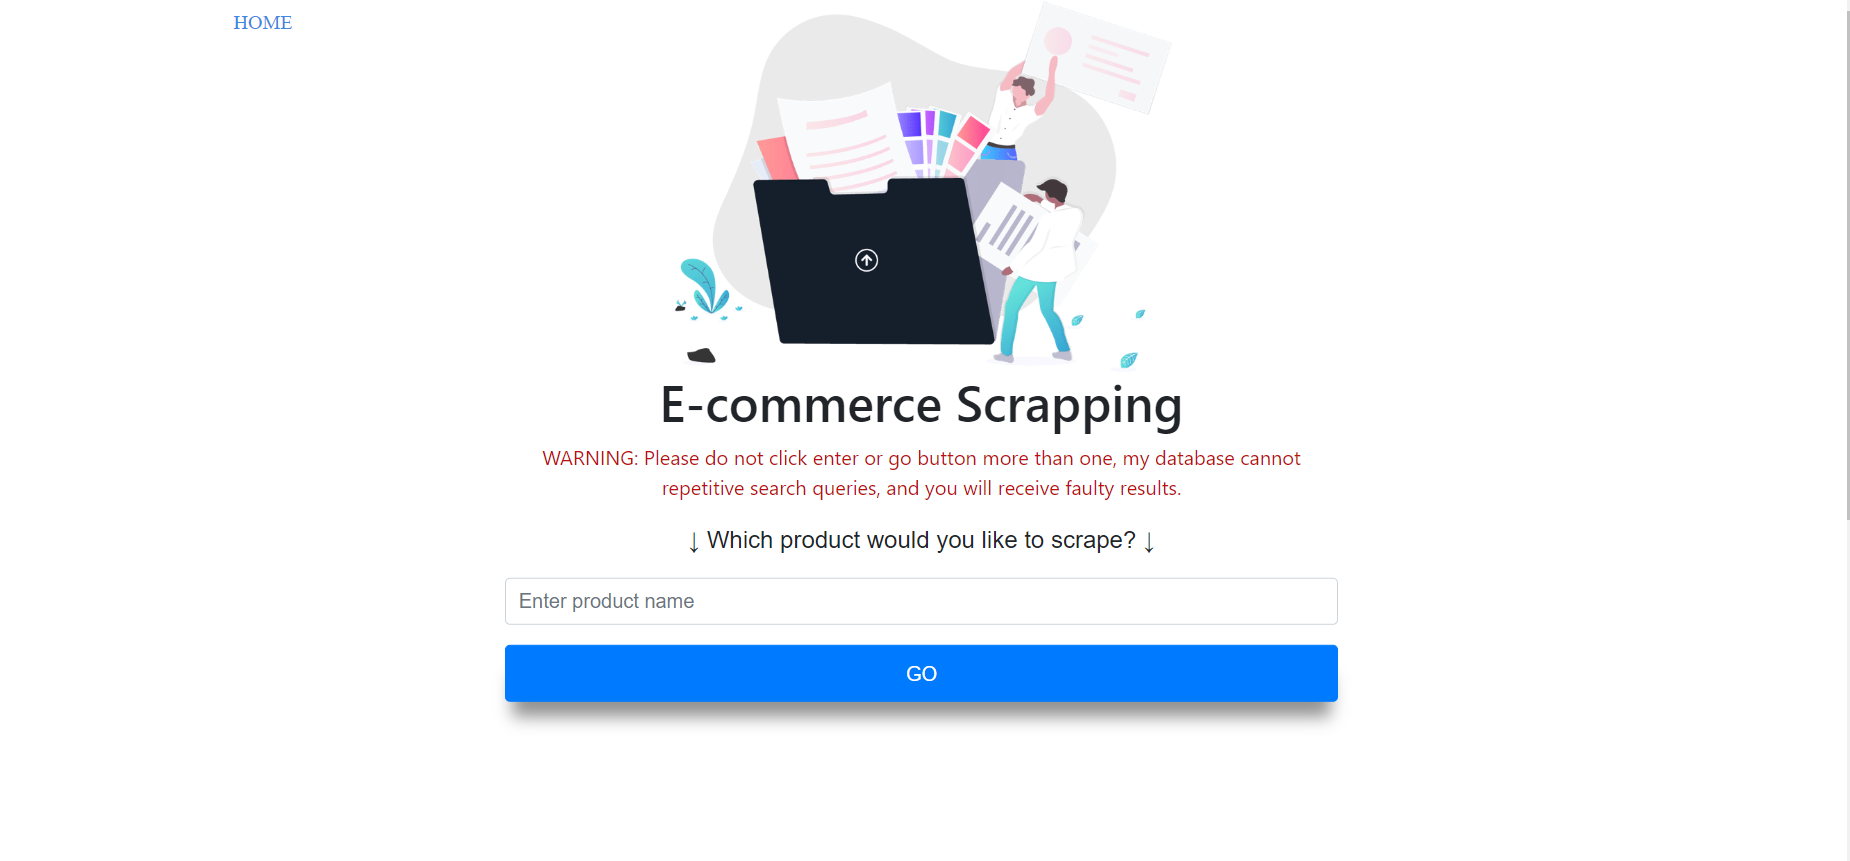 HOME
E-commerce Scrapping
WARNING: Please do not click enter or go button more than one, my database cannot
repetitive search queries, and you will receive faulty results.
↓ Which product would you like to scrape? ↓
Enter product name
GO